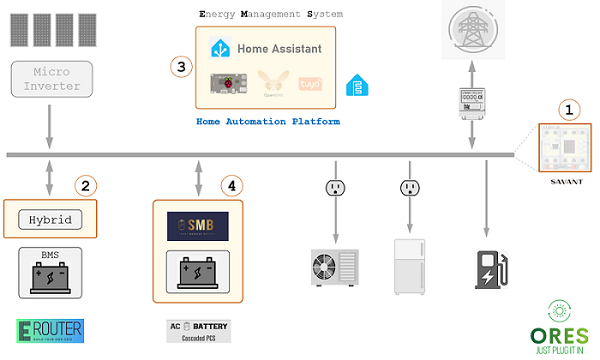 Energy Management System
Home Assistant
OpenEMS
tuya
3
Home Automation Platform
Micro
Inverter
1
SAVANT
2
Hybrid
BMS
E ROUTER
4
SMB
AC BATTERY
Cascaded PCS
ORES
JUST PLUG IT IN